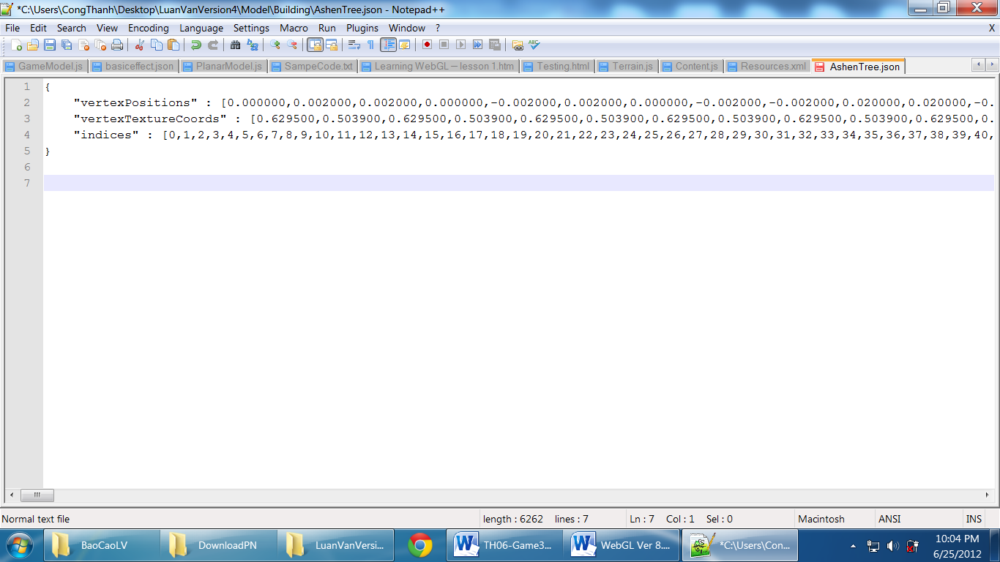 *C:\Users\CongThanh\Desktop\LuanVanVersion4\Model\Building\AshenTree.json - Notepad++
File Edit Search View Encoding Language Settings Macro Run Plugins Window ? X
GameModel.js basiceffect.json PlanarModel.js SampeCode.txt Learning WebGL — lesson 1.htm Testing.html Terrain.js Content.js Resources.xml AshenTree.json
1 {
2 "vertexPositions" : [0.000000,0.002000,0.002000,0.000000,-0.002000,0.002000,0.000000,-0.002000,-0.002000,0.020000,0.020000,-0.
3 "vertexTextureCoords" : [0.629500,0.503900,0.629500,0.503900,0.629500,0.503900,0.629500,0.503900,0.629500,0.503900,0.629500,0.
4 "indices" : [0,1,2,3,4,5,6,7,8,9,10,11,12,13,14,15,16,17,18,19,20,21,22,23,24,25,26,27,28,29,30,31,32,33,34,35,36,37,38,39,40,
5 }
6
7
Normal text file length : 6262 lines : 7 Ln : 7 Col : 1 Sel : 0 Macintosh ANSI INS
BaoCaoLV DownloadPN LuanVanVersi... TH06-Game3... WebGL Ver 8.... *C:\Users\Con... 10:04 PM
6/25/2012